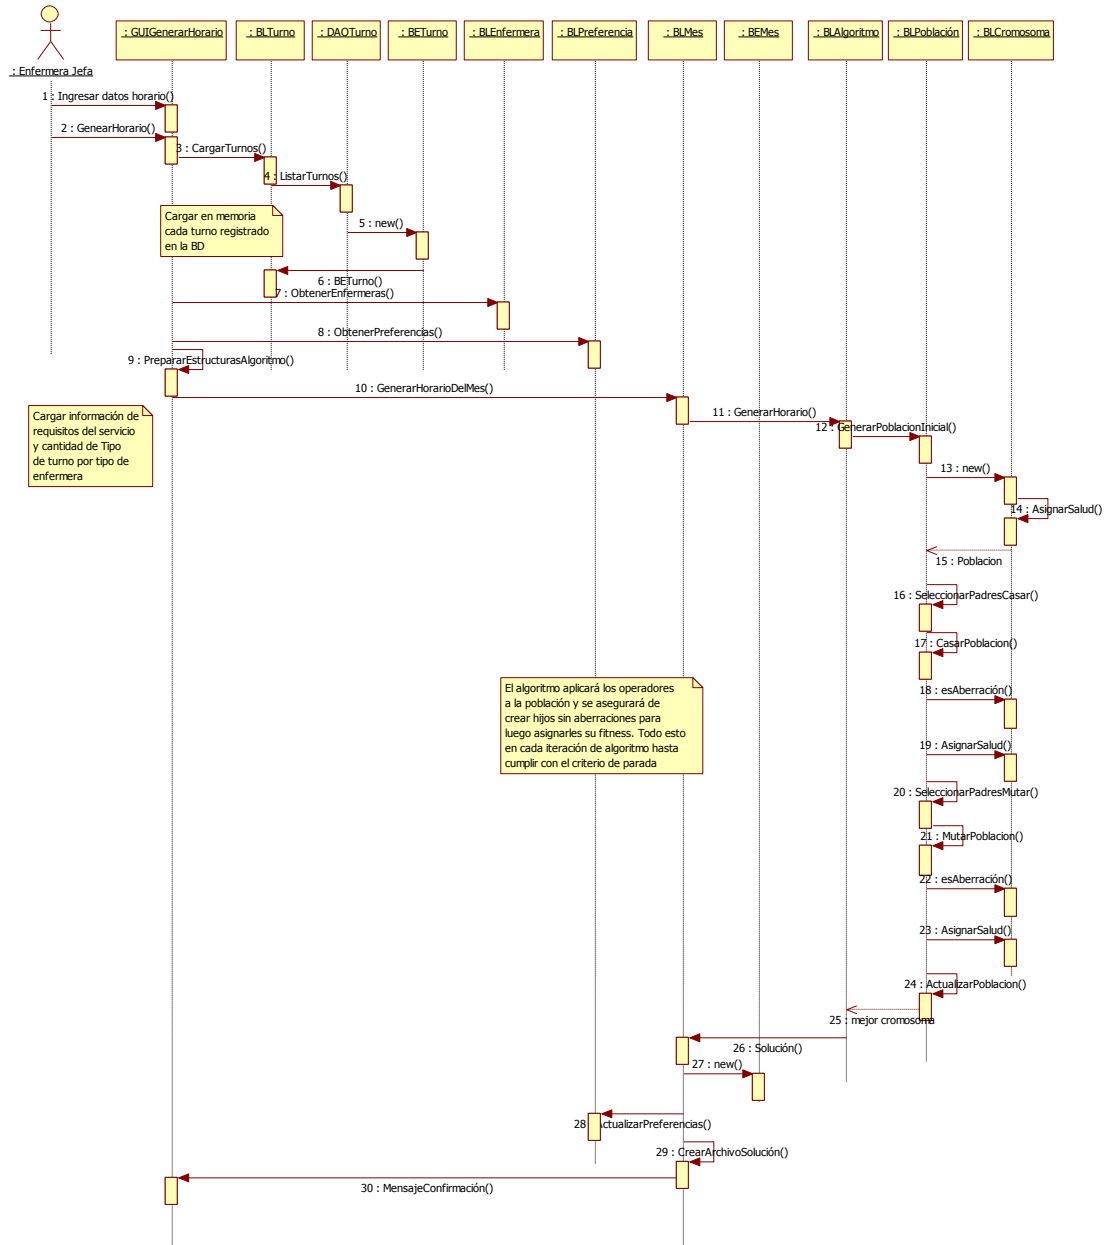 : Enfermera Jefa
: GUIGenerarHorario
: BLTurno
: DAOTurno
: BETurno
: BLEnfermera
: BLPreferencia
: BLMes
: BEMes
: BLAlgoritmo
: BLPoblación
: BLCromosoma
1 : Ingresar datos horario()
2 : GenearHorario()
3 : CargarTurnos()
4 : ListarTurnos()
Cargar en memoria
cada turno registrado
en la BD
5 : new()
6 : BETurno()
7 : ObtenerEnfermeras()
8 : ObtenerPreferencias()
9 : PrepararEstructurasAlgoritmo()
10 : GenerarHorarioDelMes()
Cargar información de
requisitos del servicio
y cantidad de Tipo
de turno por tipo de
enfermera
11 : GenerarHorario()
12 : GenerarPoblacionInicial()
13 : new()
14 : AsignarSalud()
15 : Poblacion
16 : SeleccionarPadresCasar()
17 : CasarPoblacion()
El algoritmo aplicará los operadores
a la población y se asegurará de
crear hijos sin aberraciones para
luego asignarles su fitness. Todo esto
en cada iteración de algoritmo hasta
cumplir con el criterio de parada
18 : esAberración()
19 : AsignarSalud()
20 : SeleccionarPadresMutar()
21 : MutarPoblacion()
22 : esAberración()
23 : AsignarSalud()
24 : ActualizarPoblacion()
25 : mejor cromosoma
26 : Solución()
27 : new()
28 : ActualizarPreferencias()
29 : CrearArchivoSolución()
30 : MensajeConfirmación()